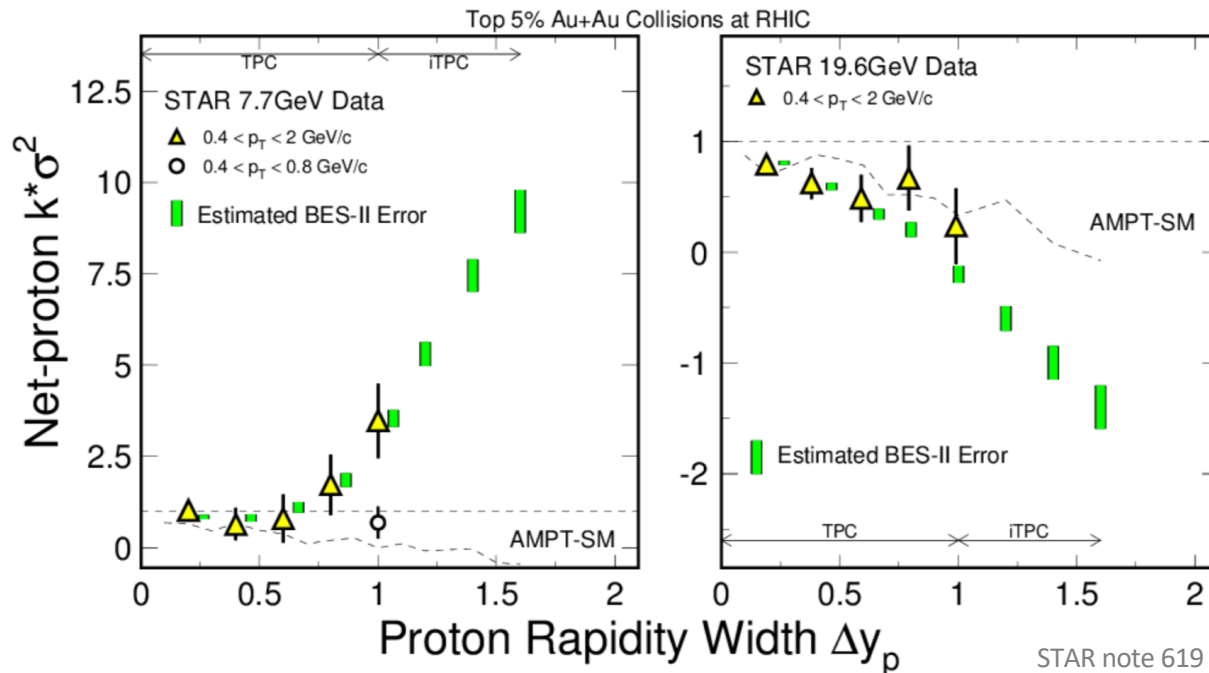 Top 5% Au+Au Collisions at RHIC
Net-proton k*σ²
TPC
iTPC
STAR 7.7GeV Data
0.4 < p_T < 2 GeV/c
0.4 < p_T < 0.8 GeV/c
Estimated BES-II Error
12.5
10
7.5
5
2.5
0
AMPT-SM
0 0.5 1 1.5 2
STAR 19.6GeV Data
0.4 < p_T < 2 GeV/c
1
0
-1
-2
AMPT-SM
Estimated BES-II Error
TPC
iTPC
0 0.5 1 1.5 2
Proton Rapidity Width Δy_p
STAR note 619